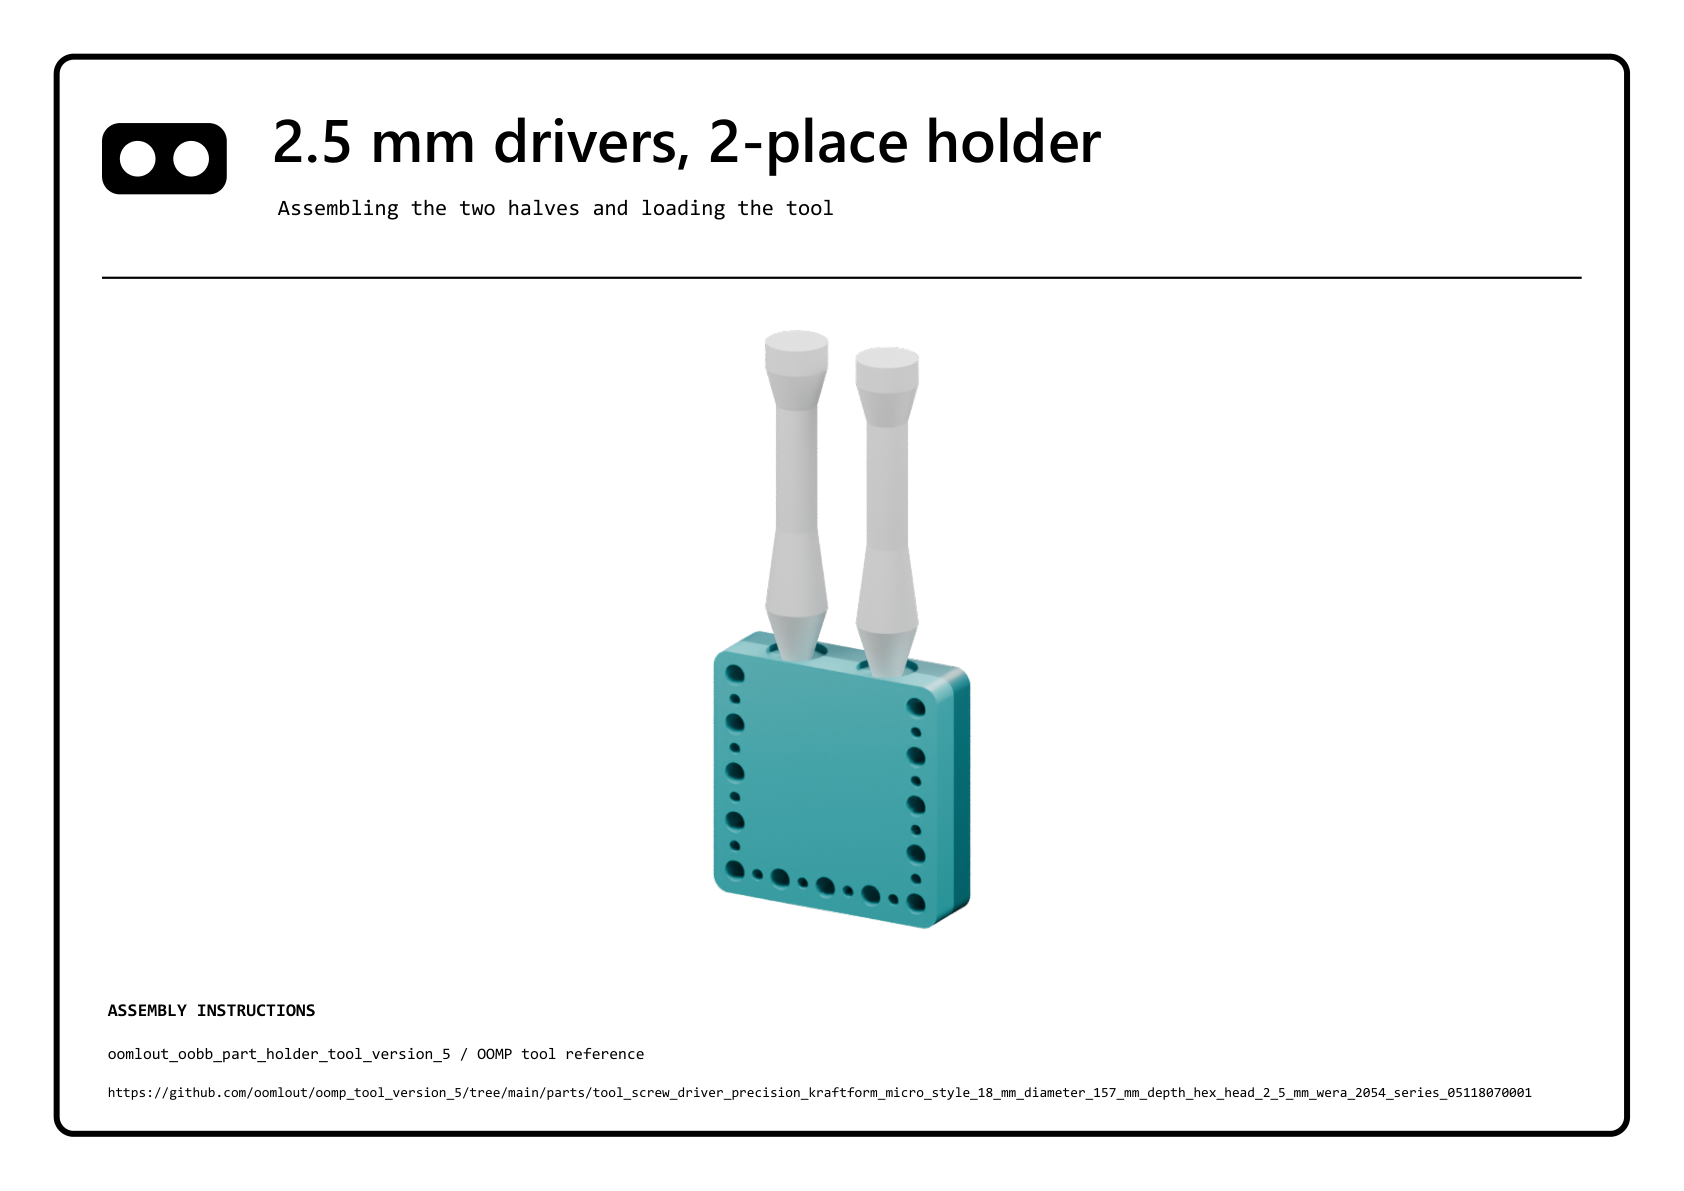 2.5 mm drivers, 2-place holder
Assembling the two halves and loading the tool
ASSEMBLY INSTRUCTIONS
oomlout_oobb_part_holder_tool_version_5 / OOMP tool reference
https://github.com/oomlout/oomp_tool_version_5/tree/main/parts/tool_screw_driver_precision_kraftform_micro_style_18_mm_diameter_157_mm_depth_hex_head_2_5_mm_wera_2054_series_05118070001